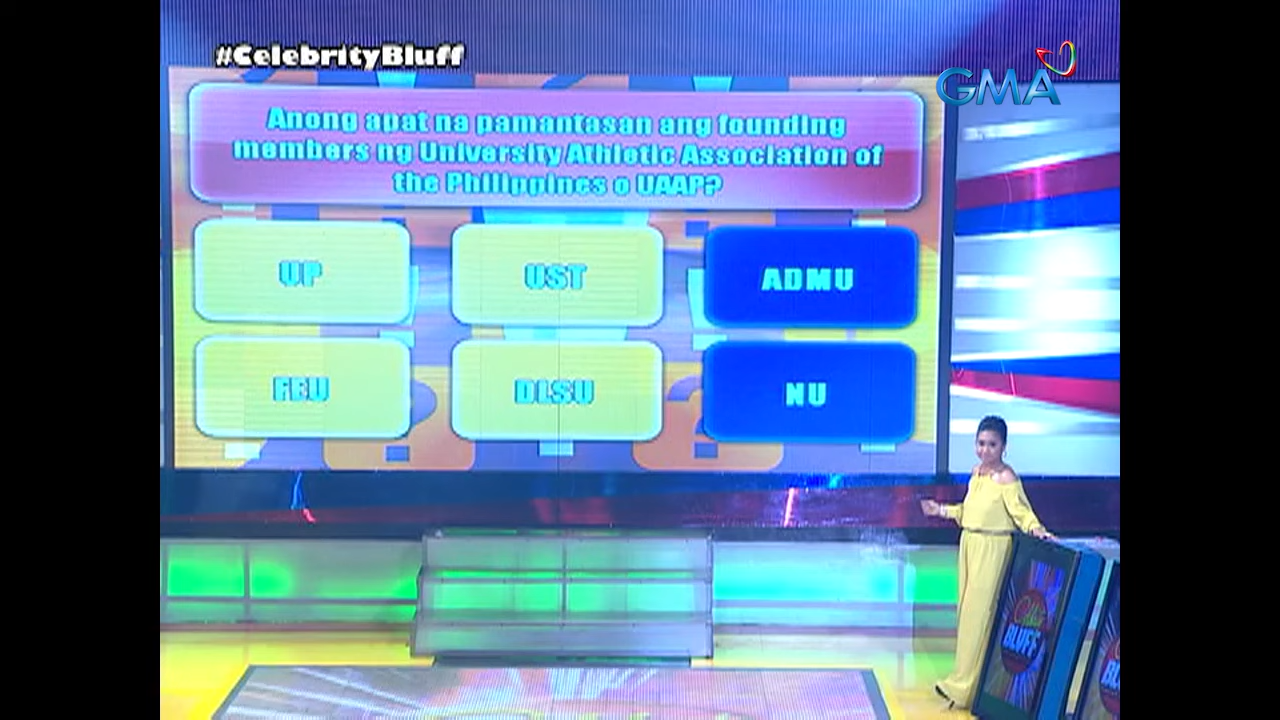 #CelebrityBluff
GMA
Anong apat na pamantasan ang founding
members ng University Athletic Association of
the Philippines o UAAP?
UP
UST
ADMU
FEU
DLSU
NU
BLUFF